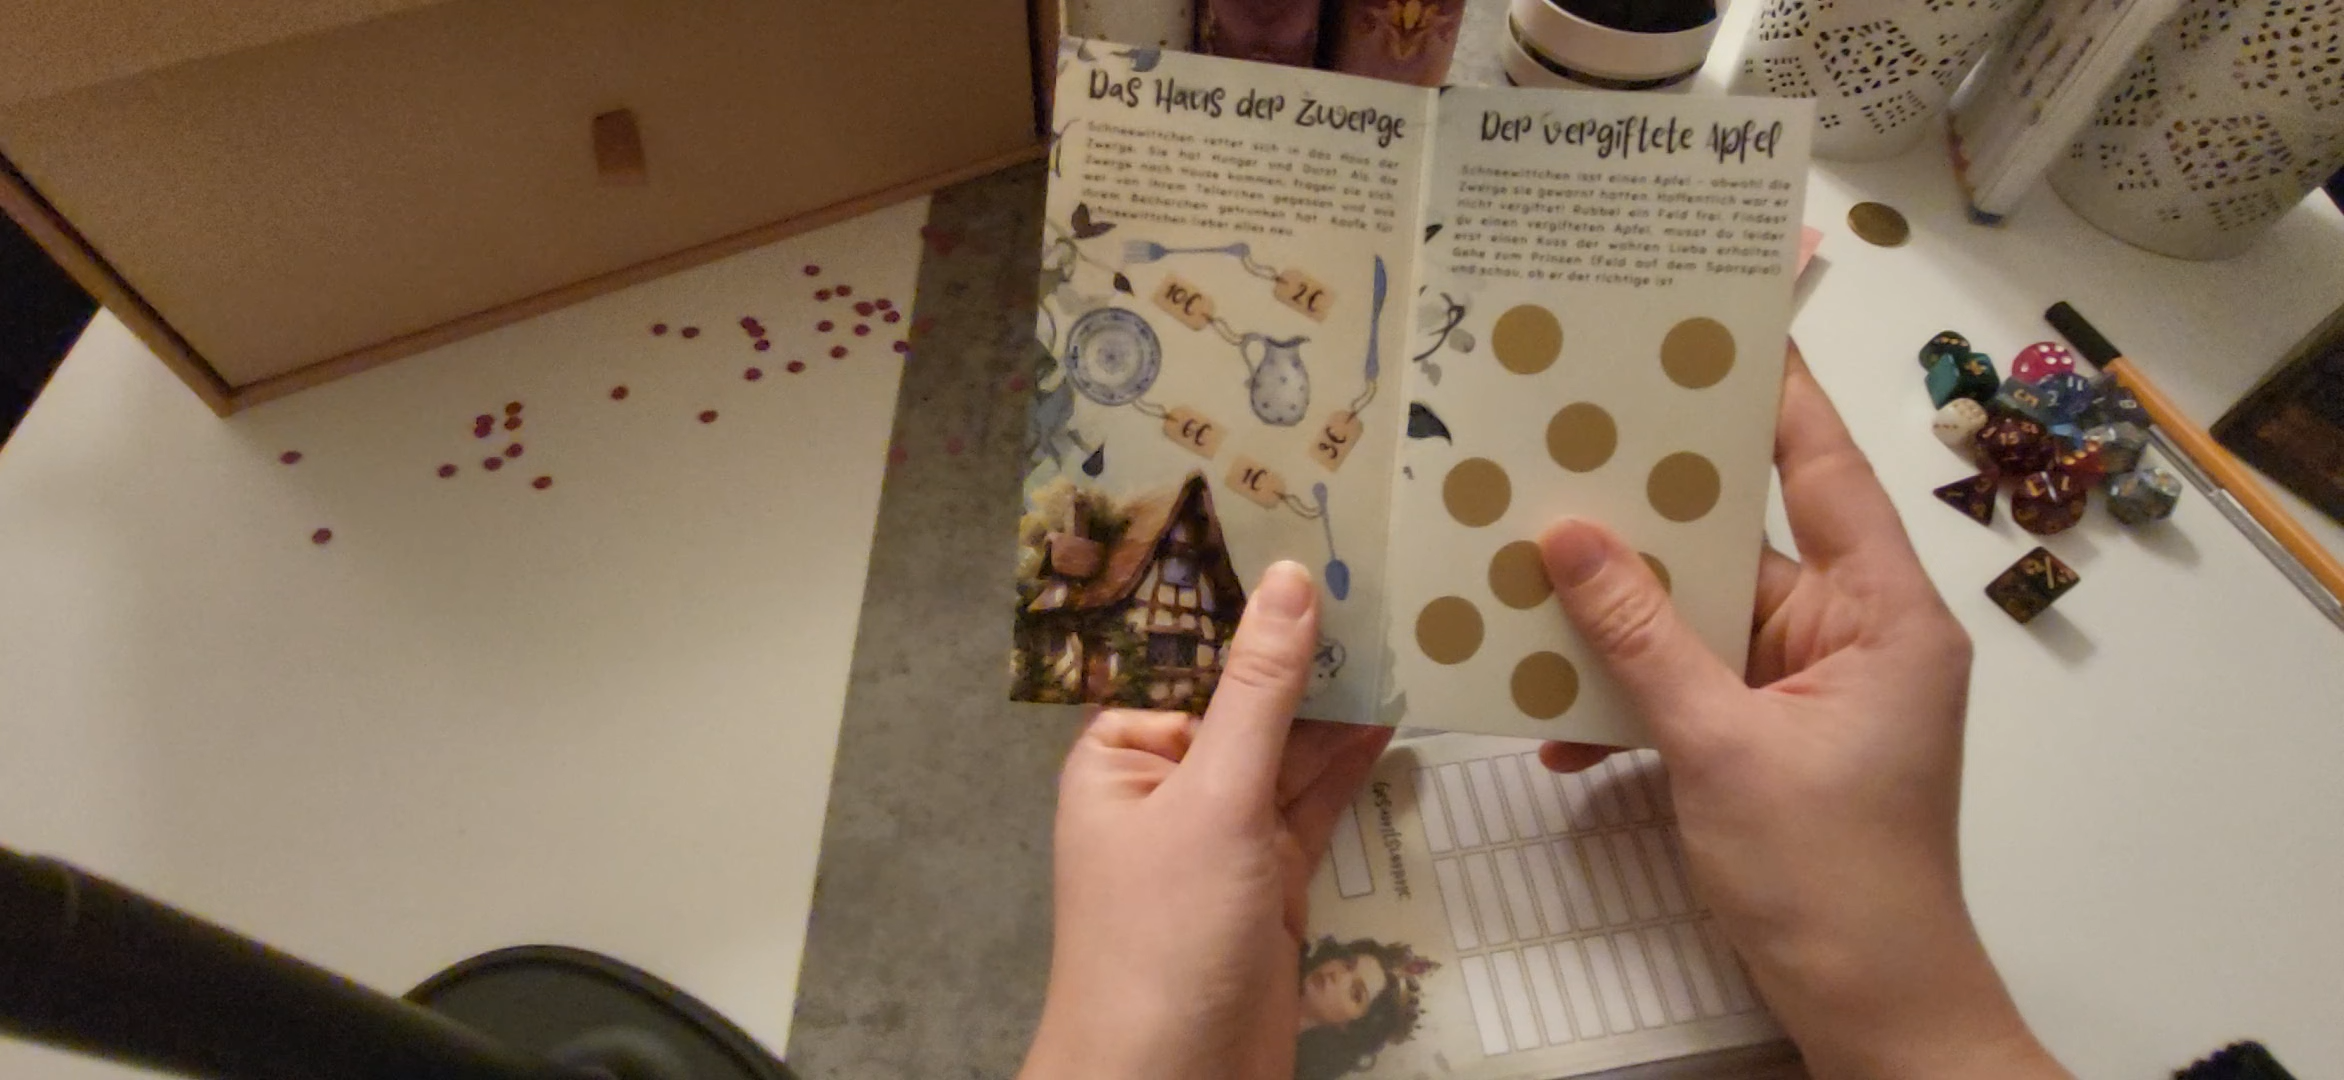 Das Haus der Zwerge
Schneewittchen rettet sich in das Haus der
Zwerge. Sie hat Hunger und Durst. Als die
Zwerge nach Hause kommen, fragen sie sich,
wer von ihrem Tellerchen gegessen und aus
ihrem Becherchen getrunken hat. Kaufe für
Schneewittchen lieber alles neu.
2€
10€
6€
3€
1€
Der vergiftete Apfel
Schneewittchen isst einen Apfel - obwohl die
Zwerge sie gewarnt hatten. Hoffentlich war er
nicht vergiftet! Rubbel ein Feld frei. Findest
du einen vergifteten Apfel, musst du leider
erst einen Kuss der wahren Liebe erhalten.
Gehe zum Prinzen (Feld auf dem Sparspiel)
und schau, ob er der richtige ist.
Gesamtsumme